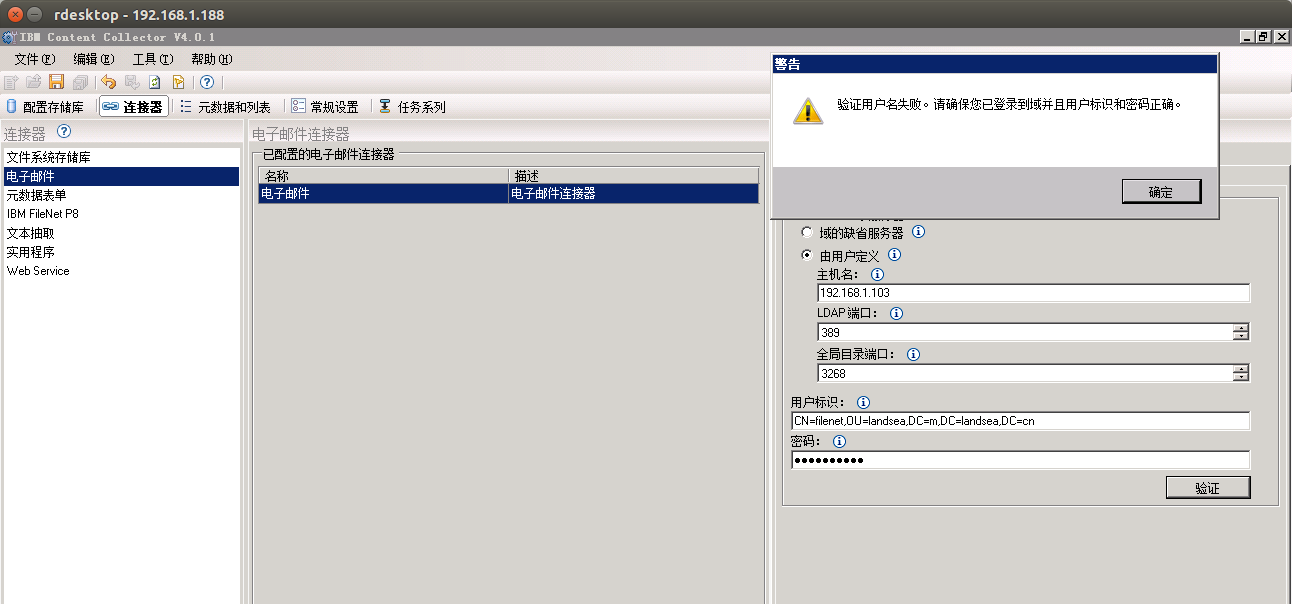 rdesktop - 192.168.1.188
IBM Content Collector V4.0.1
文件(F) 编辑(E) 工具(T) 帮助(H)
配置存储库 连接器 元数据和列表 常规设置 任务系列
连接器
文件系统存储库
电子邮件
元数据表单
IBM FileNet P8
文本抽取
实用程序
Web Service
电子邮件连接器
已配置的电子邮件连接器
名称 描述
电子邮件 电子邮件连接器
警告
验证用户名失败。请确保您已登录到域并且用户标识和密码正确。
确定
域的缺省服务器
由用户定义
主机名：
192.168.1.103
LDAP 端口：
389
全局目录端口：
3268
用户标识：
CN=filenet,OU=landsea,DC=m,DC=landsea,DC=cn
密码：
●●●●●●●●●●
验证